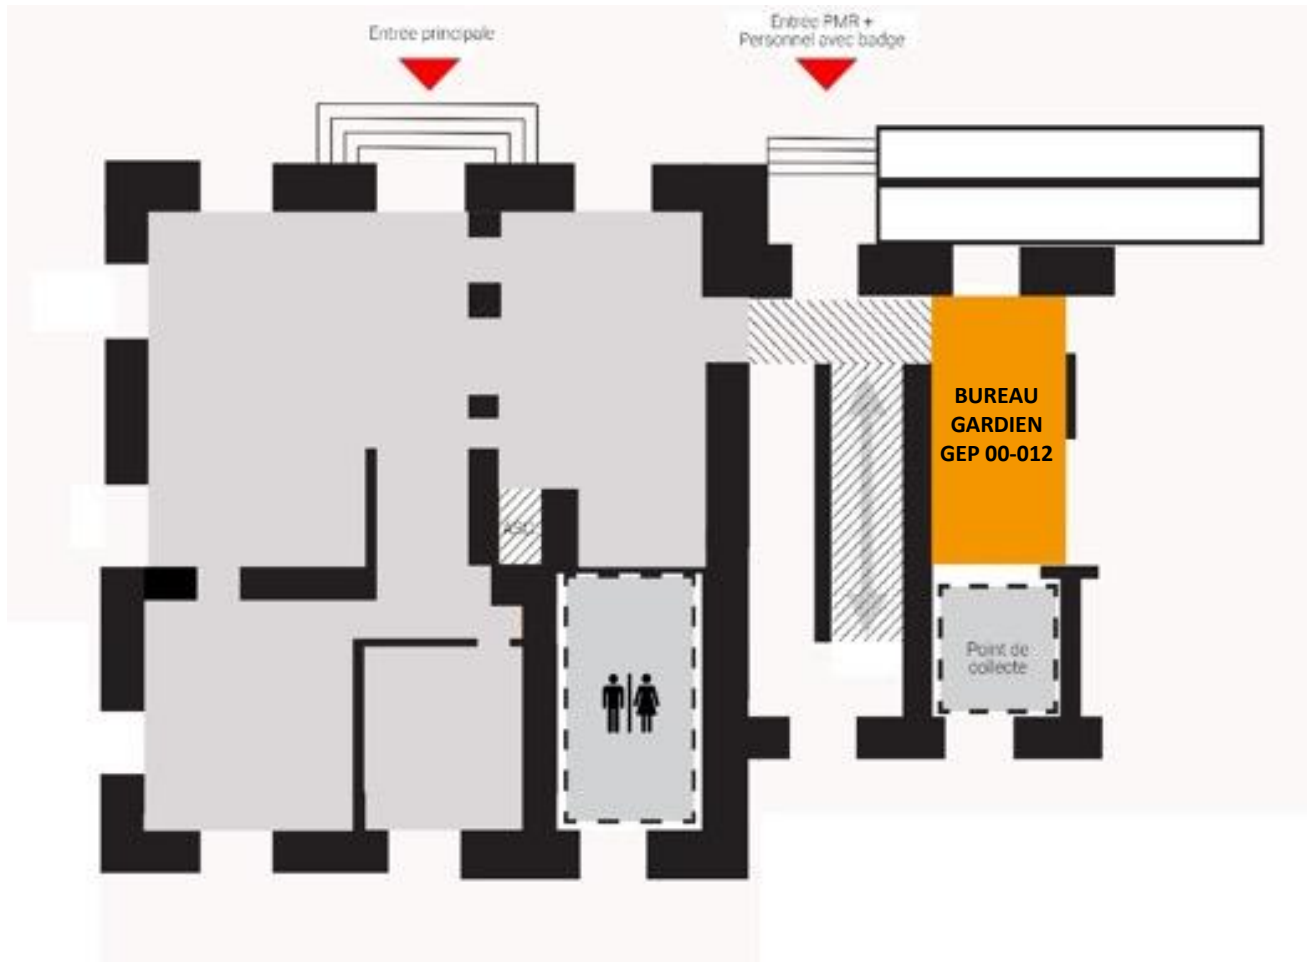 Entrée principale
Entrée PMR +
Personnel avec badge
BUREAU
GARDIEN
GEP 00-012
ASC.
Point de
collecte